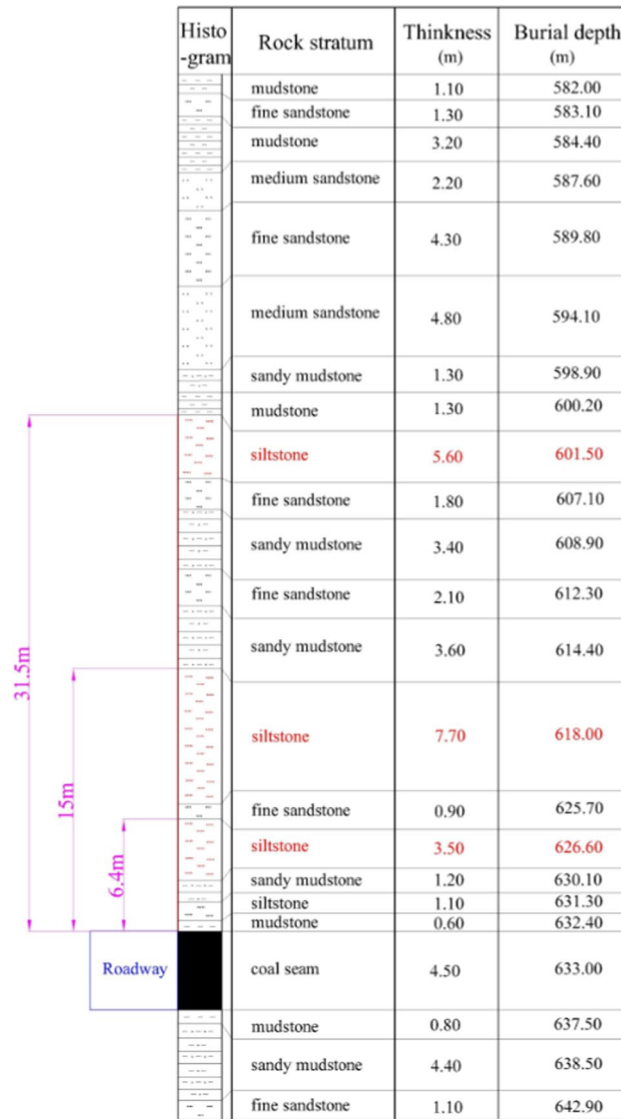 Histo
-gram Rock stratum Thinkness
(m) Burial depth
(m)
mudstone 1.10 582.00
fine sandstone 1.30 583.10
mudstone 3.20 584.40
medium sandstone 2.20 587.60
fine sandstone 4.30 589.80
medium sandstone 4.80 594.10
sandy mudstone 1.30 598.90
mudstone 1.30 600.20
siltstone 5.60 601.50
fine sandstone 1.80 607.10
sandy mudstone 3.40 608.90
fine sandstone 2.10 612.30
sandy mudstone 3.60 614.40
31.5m
siltstone 7.70 618.00
15m
fine sandstone 0.90 625.70
siltstone 3.50 626.60
6.4m
sandy mudstone 1.20 630.10
siltstone 1.10 631.30
mudstone 0.60 632.40
Roadway coal seam 4.50 633.00
mudstone 0.80 637.50
sandy mudstone 4.40 638.50
fine sandstone 1.10 642.90